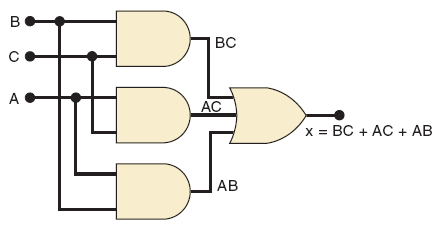 B
BC
C
A
AC
x = BC + AC + AB
AB